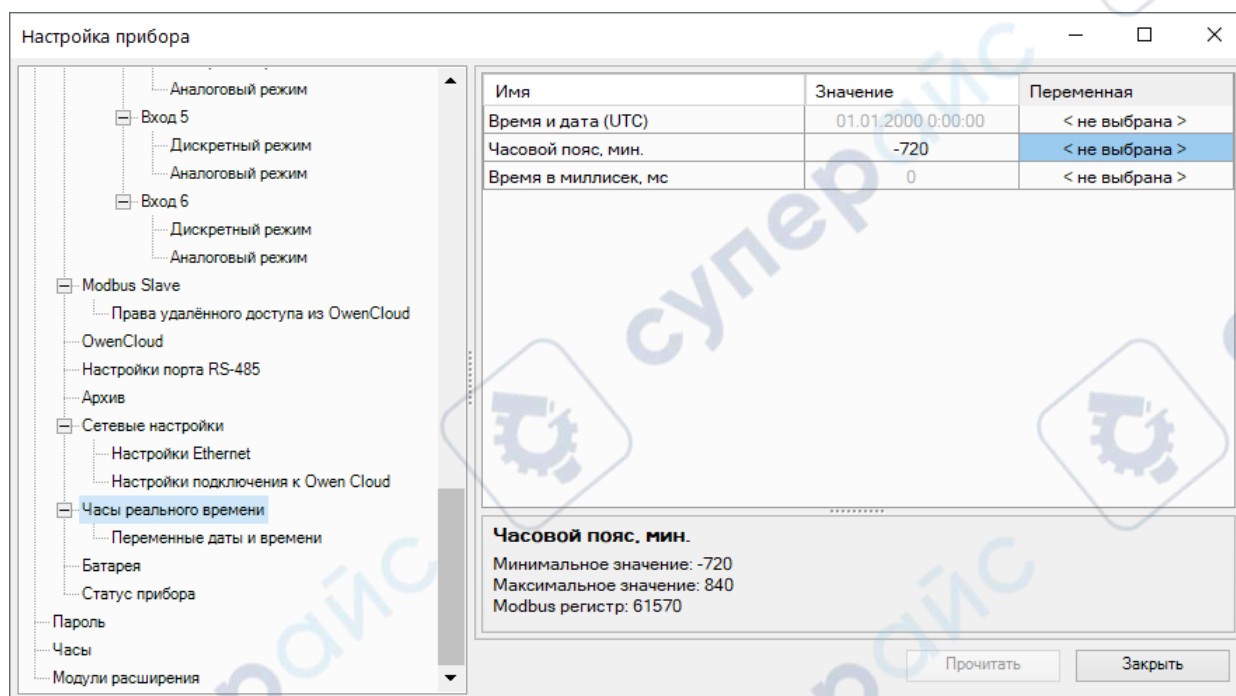 Настройка прибора
Аналоговый режим
Вход 5
Дискретный режим
Аналоговый режим
Вход 6
Дискретный режим
Аналоговый режим
Modbus Slave
Права удалённого доступа из OwenCloud
OwenCloud
Настройки порта RS-485
Архив
Сетевые настройки
Настройки Ethernet
Настройки подключения к Owen Cloud
Часы реального времени
Переменные даты и времени
Батарея
Статус прибора
Пароль
Часы
Модули расширения
Имя Значение Переменная
Время и дата (UTC) 01.01.2000 0:00:00 < не выбрана >
Часовой пояс, мин. -720 < не выбрана >
Время в миллисек, мс 0 < не выбрана >
Часовой пояс, мин.
Минимальное значение: -720
Максимальное значение: 840
Modbus регистр: 61570
Прочитать Закрыть
суперайс
райс